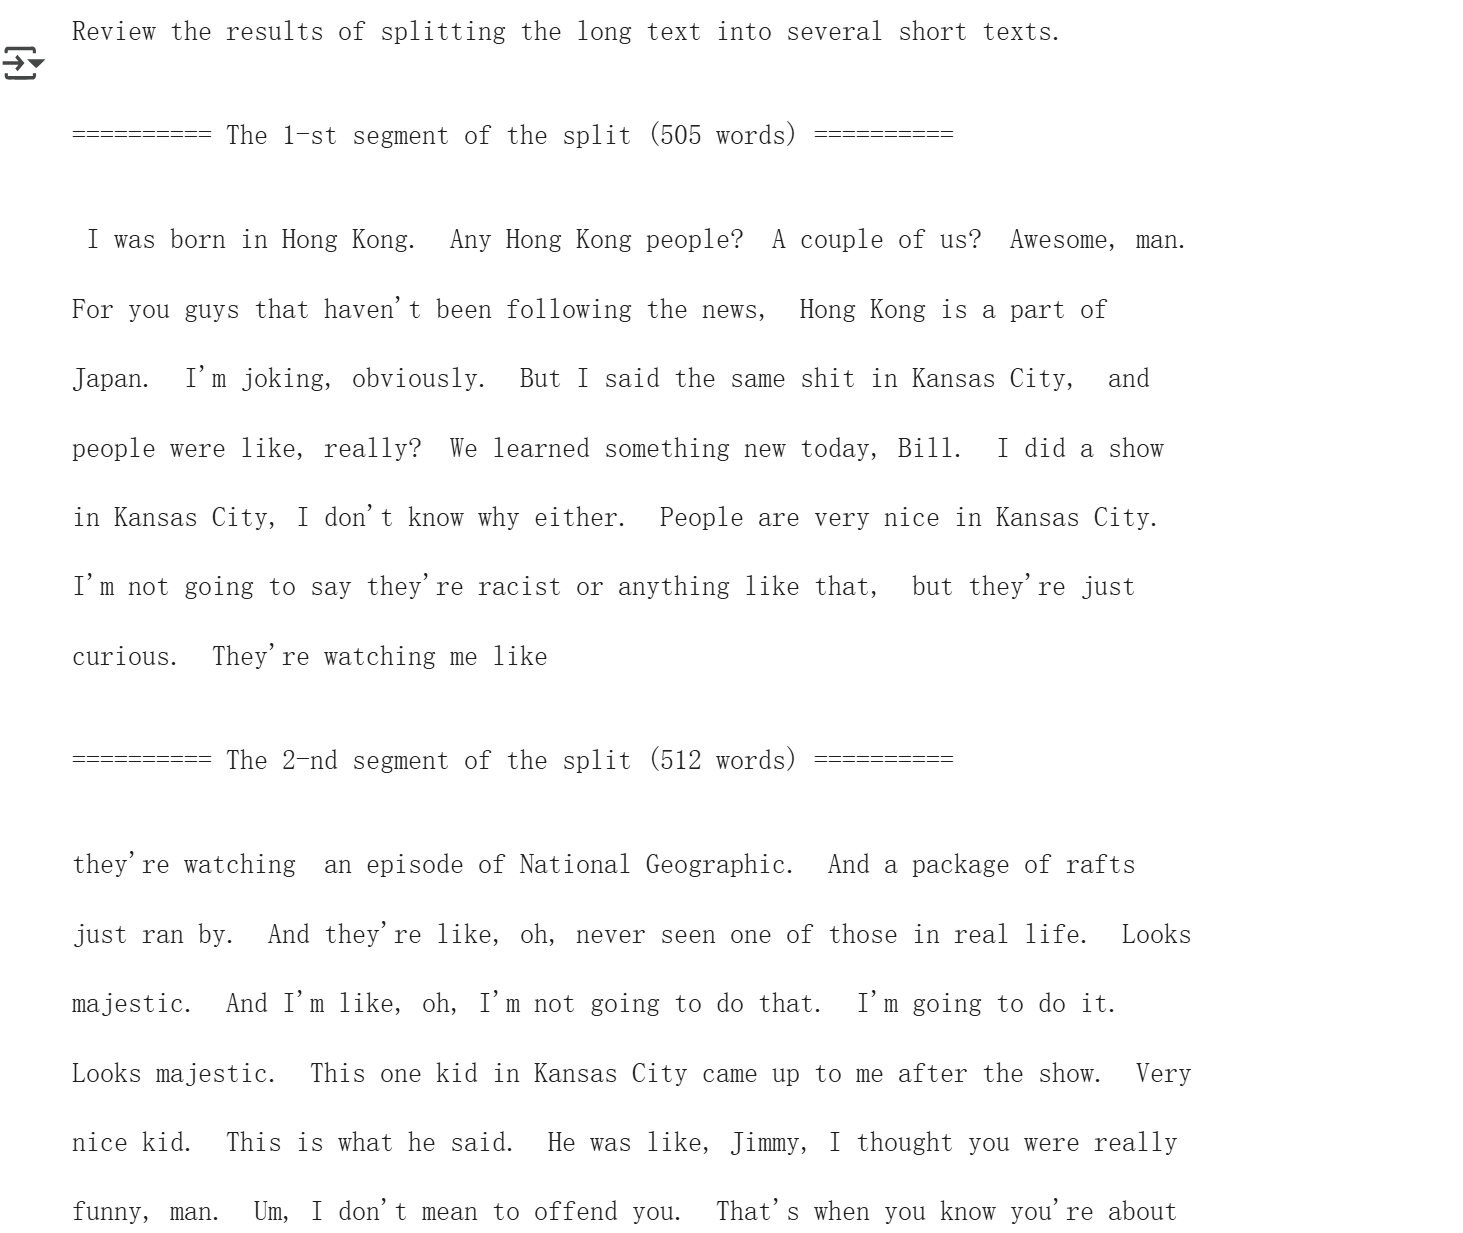 Review the results of splitting the long text into several short texts.
========== The 1-st segment of the split (505 words) ==========
I was born in Hong Kong.  Any Hong Kong people?  A couple of us?  Awesome, man.
For you guys that haven't been following the news,  Hong Kong is a part of
Japan.  I'm joking, obviously.  But I said the same shit in Kansas City,  and
people were like, really?  We learned something new today, Bill.  I did a show
in Kansas City, I don't know why either.  People are very nice in Kansas City.
I'm not going to say they're racist or anything like that,  but they're just
curious.  They're watching me like
========== The 2-nd segment of the split (512 words) ==========
they're watching  an episode of National Geographic.  And a package of rafts
just ran by.  And they're like, oh, never seen one of those in real life.  Looks
majestic.  And I'm like, oh, I'm not going to do that.  I'm going to do it.
Looks majestic.  This one kid in Kansas City came up to me after the show.  Very
nice kid.  This is what he said.  He was like, Jimmy, I thought you were really
funny, man.  Um, I don't mean to offend you.  That's when you know you're about